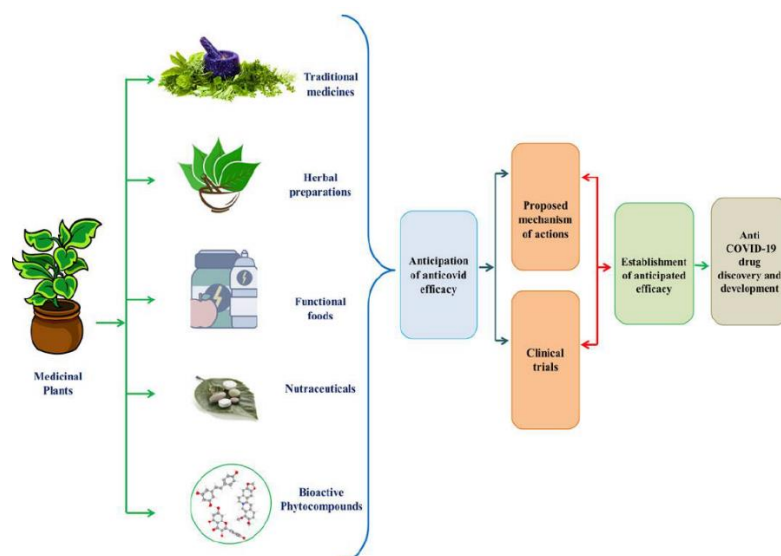 Medicinal
Plants
Traditional
medicines
Herbal
preparations
Functional
foods
Nutraceuticals
Bioactive
Phytocompounds
Anticipation
of anticovid
efficacy
Proposed
mechanism
of actions
Clinical
trials
Establishment
of anticipated
efficacy
Anti
COVID-19
drug
discovery and
development